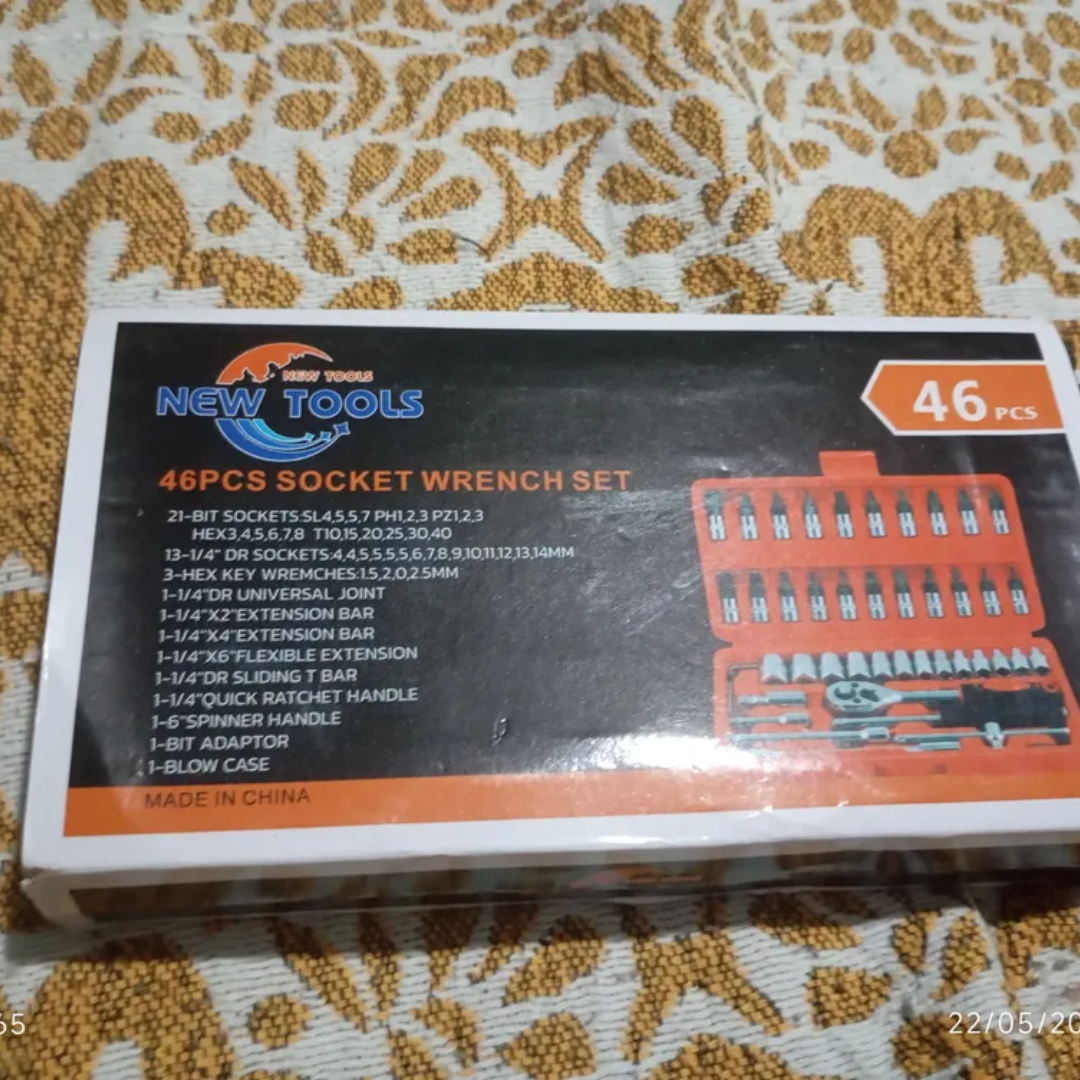 NEW TOOLS
NEW TOOLS
46 PCS
46PCS SOCKET WRENCH SET
21-BIT SOCKETS:SL4,5.5,7 PH1,2,3 PZ1,2,3
HEX3,4,5,6,7,8 T10,15,20,25,30,40
13-1/4" DR SOCKETS:4,4.5,5,5.5,6,7,8,9,10,11,12,13,14MM
3-HEX KEY WREMCHES:1.5,2,0,2.5MM
1-1/4"DR UNIVERSAL JOINT
1-1/4"X2"EXTENSION BAR
1-1/4"X4"EXTENSION BAR
1-1/4"X6"FLEXIBLE EXTENSION
1-1/4"DR SLIDING T BAR
1-1/4"QUICK RATCHET HANDLE
1-6"SPINNER HANDLE
1-BIT ADAPTOR
1-BLOW CASE
MADE IN CHINA
65
22/05/20